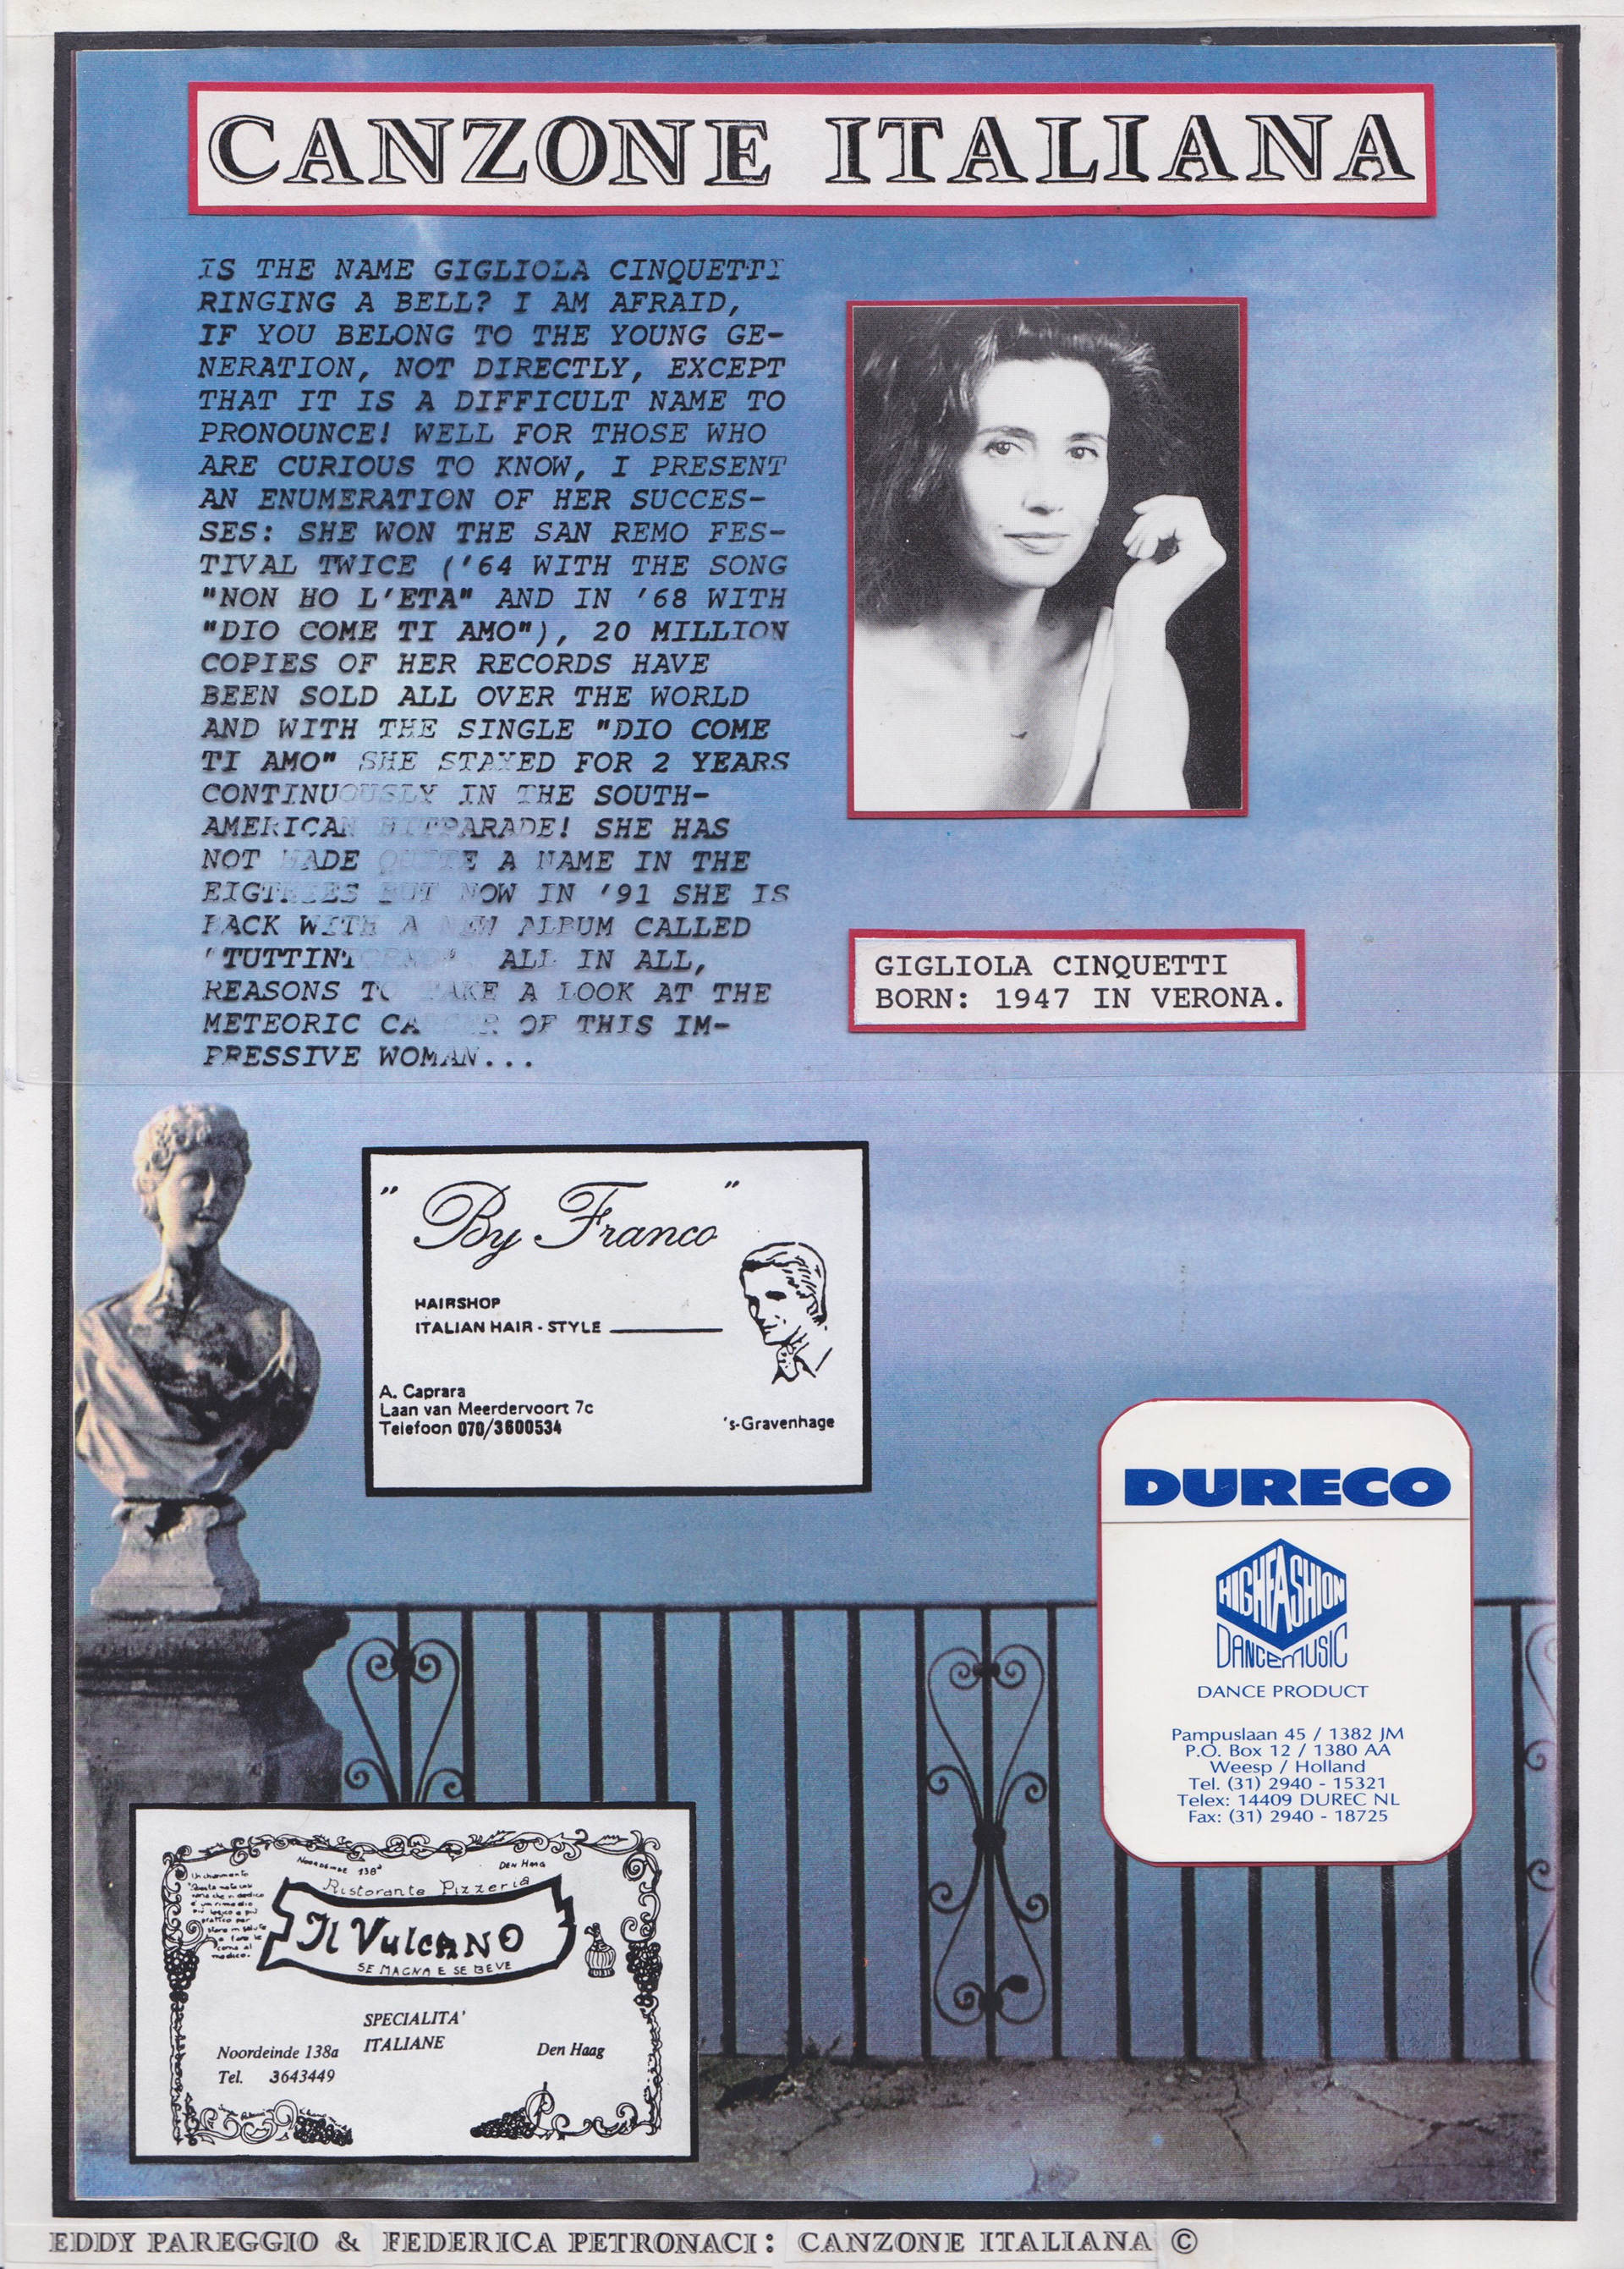 CANZONE ITALIANA
IS THE NAME GIGLIOLA CINQUETTI
RINGING A BELL? I AM AFRAID,
IF YOU BELONG TO THE YOUNG GE-
NERATION, NOT DIRECTLY, EXCEPT
THAT IT IS A DIFFICULT NAME TO
PRONOUNCE! WELL FOR THOSE WHO
ARE CURIOUS TO KNOW, I PRESENT
AN ENUMERATION OF HER SUCCES-
SES: SHE WON THE SAN REMO FES-
TIVAL TWICE ('64 WITH THE SONG
"NON HO L'ETA" AND IN '68 WITH
"DIO COME TI AMO"), 20 MILLION
COPIES OF HER RECORDS HAVE
BEEN SOLD ALL OVER THE WORLD
AND WITH THE SINGLE "DIO COME
TI AMO" SHE STAYED FOR 2 YEARS
CONTINUOUSLY IN THE SOUTH-
AMERICAN HITPARADE! SHE HAS
NOT MADE QUITE A NAME IN THE
EIGTHIES BUT NOW IN '91 SHE IS
BACK WITH A NEW ALBUM CALLED
"TUTTINTORNO" ALL IN ALL,
REASONS TO TAKE A LOOK AT THE
METEORIC CAREER OF THIS IM-
PRESSIVE WOMAN...
GIGLIOLA CINQUETTI
BORN: 1947 IN VERONA.
" By Franco "
HAIRSHOP
ITALIAN HAIR - STYLE
A. Caprara
Laan van Meerdervoort 7c
Telefoon 070/3600534
's-Gravenhage
DURECO
HIGHFASHION
DANCEMUSIC
DANCE PRODUCT
Pampuslaan 45 / 1382 JM
P.O. Box 12 / 1380 AA
Weesp / Holland
Tel. (31) 2940 - 15321
Telex: 14409 DUREC NL
Fax: (31) 2940 - 18725
NOORDEINDE 138a DEN HAAG
Ristorante Pizzeria
Il VulcANO
SE MAGNA E SE BEVE
SPECIALITA'
ITALIANE
Noordeinde 138a
Tel. 3643449
Den Haag
EDDY PAREGGIO & FEDERICA PETRONACI: CANZONE ITALIANA ©